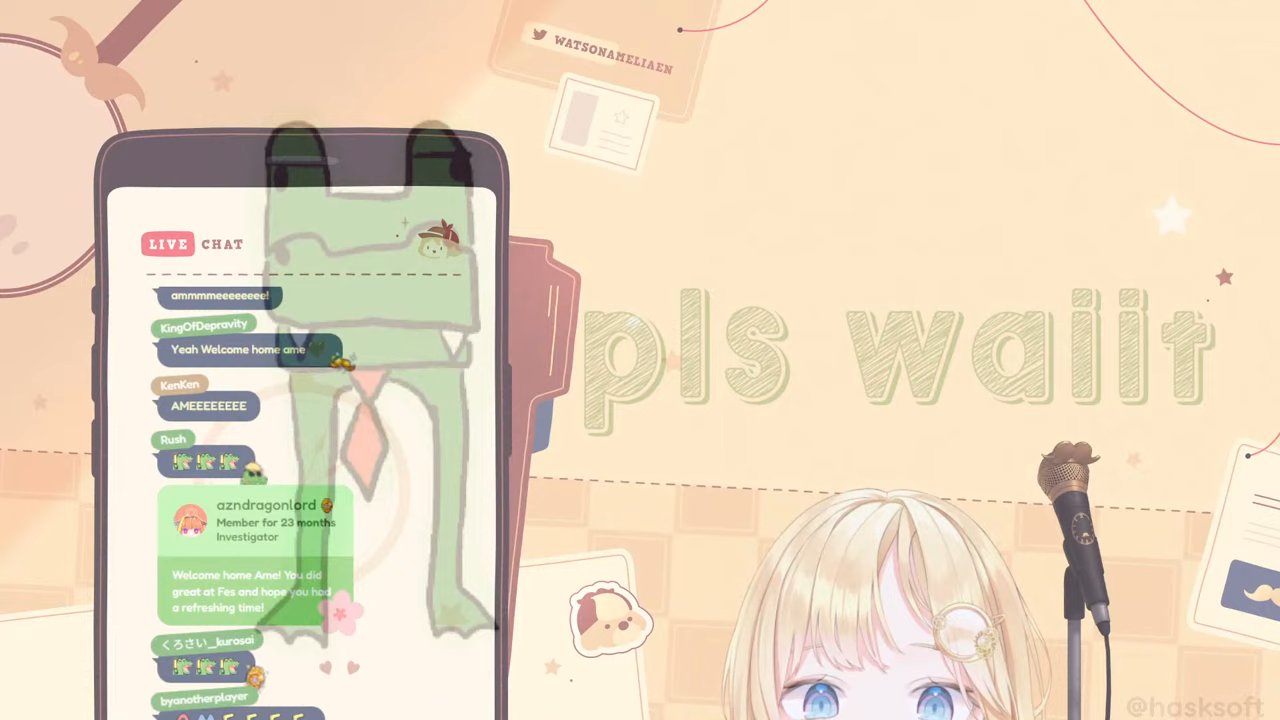 WATSONAMELIAEN
LIVE CHAT
ammmmeeeeeeee!
KingOfDepravity
Yeah Welcome home ame
KenKen
AMEEEEEEEE
Rush
azndragonlord
Member for 23 months
Investigator
Welcome home Ame! You did
great at Fes and hope you had
a refreshing time!
くろさい__kurosai
byanotherplayer
pls waiit
@hasksoft